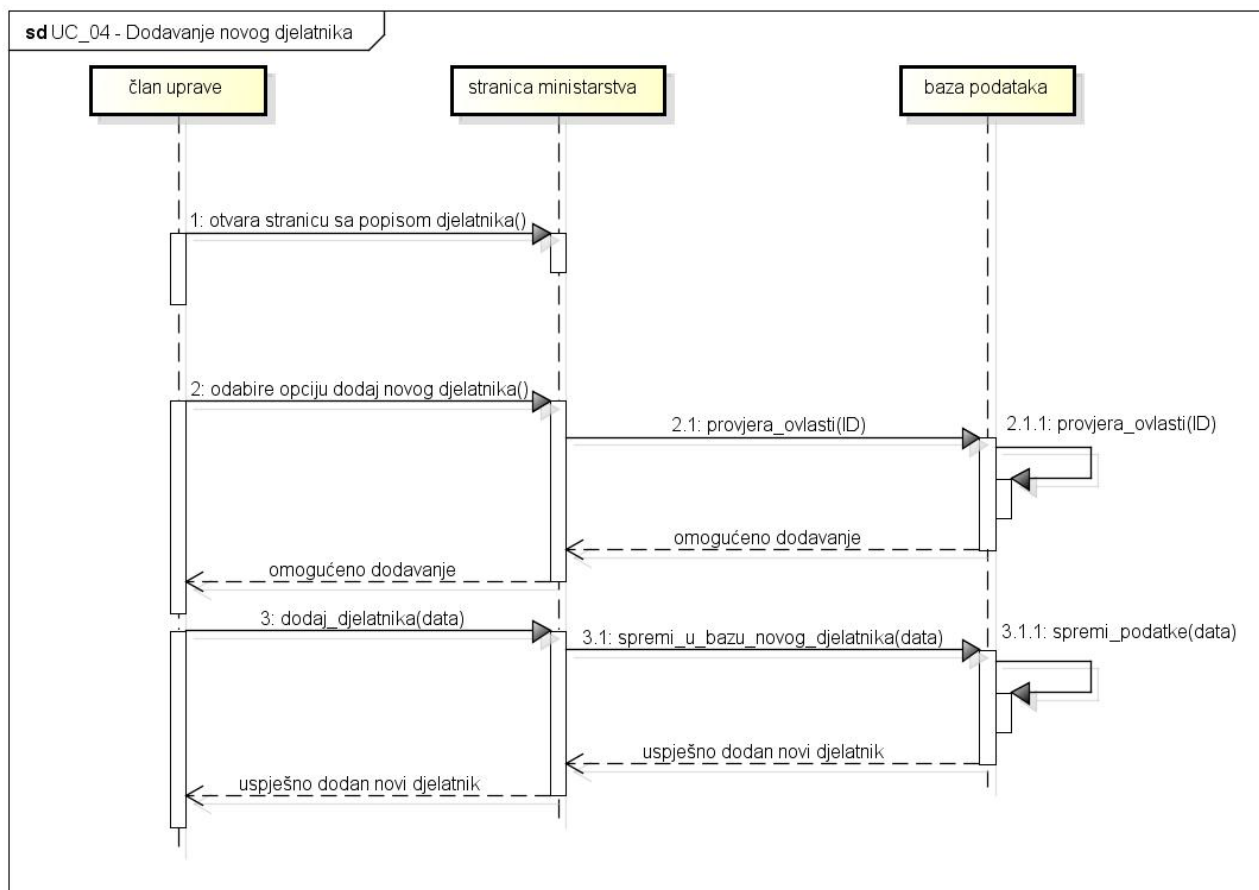 sd UC_04 - Dodavanje novog djelatnika
član uprave
stranica ministarstva
baza podataka
1: otvara stranicu sa popisom djelatnika()
2: odabire opciju dodaj novog djelatnika()
2.1: provjera_ovlasti(ID)
2.1.1: provjera_ovlasti(ID)
omogućeno dodavanje
omogućeno dodavanje
3: dodaj_djelatnika(data)
3.1: spremi_u_bazu_novog_djelatnika(data)
3.1.1: spremi_podatke(data)
uspješno dodan novi djelatnik
uspješno dodan novi djelatnik